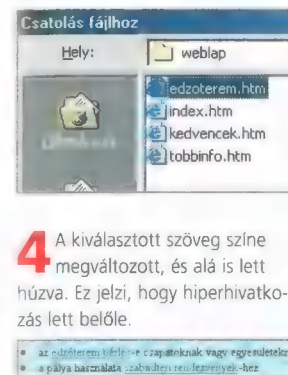 Csatolás fájlhoz
Hely: weblap
edzoterem.htm
index.htm
kedvencek.htm
tobbinfo.htm
4 A kiválasztott szöveg színe
megváltozott, és alá is lett
húzva. Ez jelzi, hogy hiperhivatko-
zás lett belőle.
az edzőterem bérlet-e csapatoknak vagy egyesületekn
a pálya használata szabadtéri rendezvények-hez